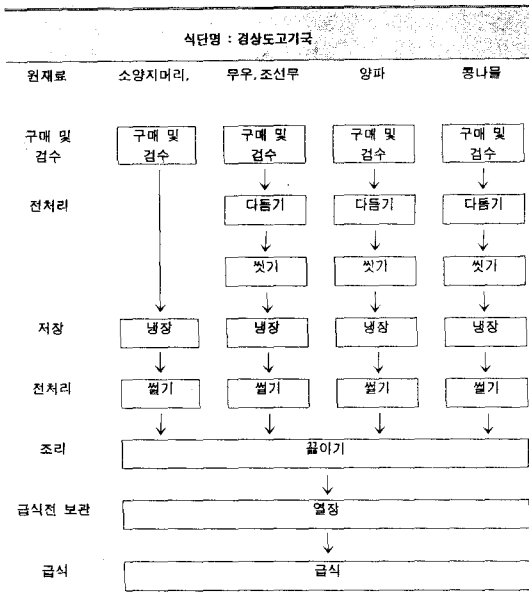 식단명 : 경상도고기국
원재료 소양지머리, 무우,조선무 양파 콩나물
구매 및 검수 구매 및 검수 구매 및 검수 구매 및 검수 구매 및 검수
전처리 다듬기 다듬기 다듬기
씻기 씻기 씻기
저장 냉장 냉장 냉장 냉장
전처리 썰기 썰기 썰기 썰기
조리 끓이기
급식전 보관 열장
급식 급식